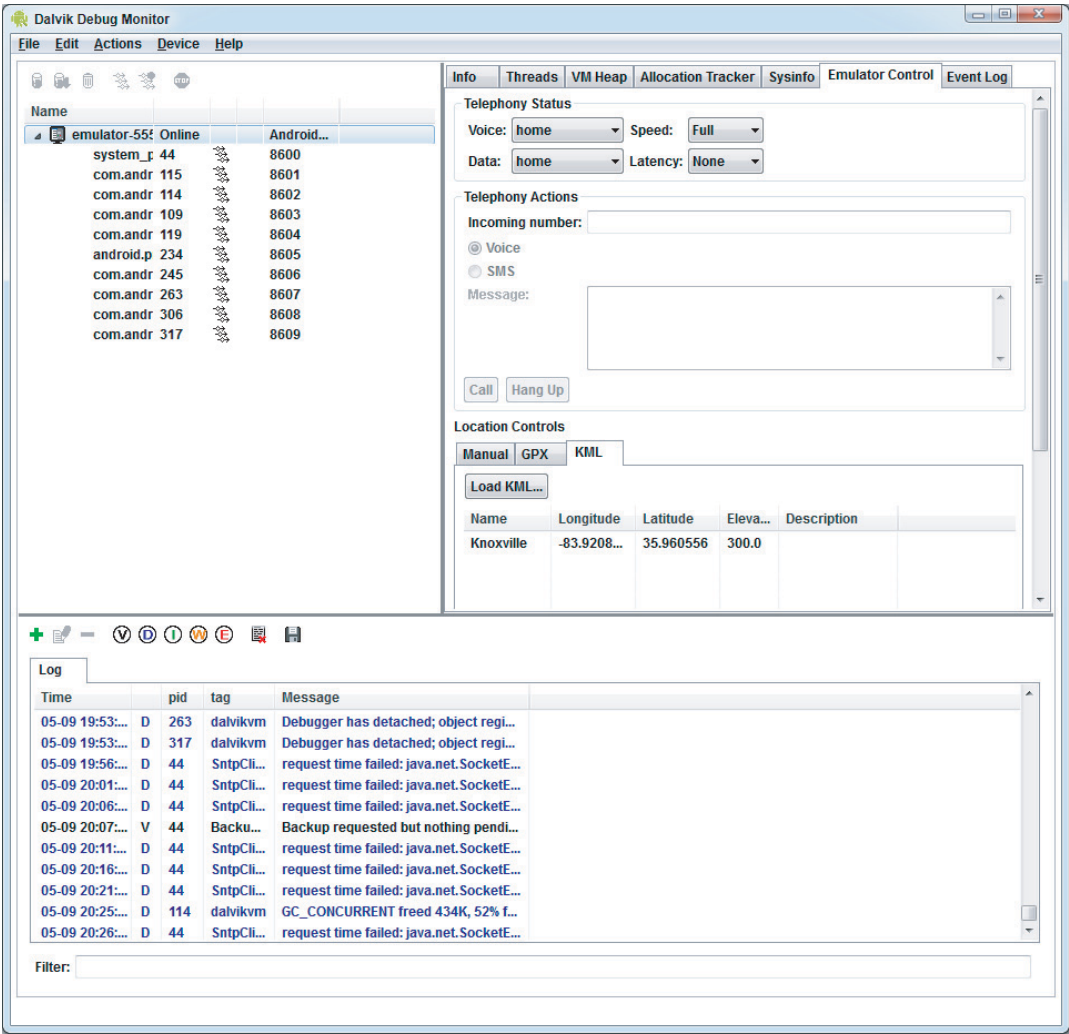 Dalvik Debug Monitor
File Edit Actions Device Help
STOP
Name
emulator-555 Online Android...
system_p 44 8600
com.andr 115 8601
com.andr 114 8602
com.andr 109 8603
com.andr 119 8604
android.p 234 8605
com.andr 245 8606
com.andr 263 8607
com.andr 306 8608
com.andr 317 8609
Info Threads VM Heap Allocation Tracker Sysinfo Emulator Control Event Log
Telephony Status
Voice: home Speed: Full
Data: home Latency: None
Telephony Actions
Incoming number:
Voice
SMS
Message:
Call Hang Up
Location Controls
Manual GPX KML
Load KML...
Name Longitude Latitude Eleva... Description
Knoxville -83.9208... 35.960556 300.0
V D I W E
Log
Time pid tag Message
05-09 19:53:... D 263 dalvikvm Debugger has detached; object regi...
05-09 19:53:... D 317 dalvikvm Debugger has detached; object regi...
05-09 19:56:... D 44 SntpCli... request time failed: java.net.SocketE...
05-09 20:01:... D 44 SntpCli... request time failed: java.net.SocketE...
05-09 20:06:... D 44 SntpCli... request time failed: java.net.SocketE...
05-09 20:07:... V 44 Backu... Backup requested but nothing pendi...
05-09 20:11:... D 44 SntpCli... request time failed: java.net.SocketE...
05-09 20:16:... D 44 SntpCli... request time failed: java.net.SocketE...
05-09 20:21:... D 44 SntpCli... request time failed: java.net.SocketE...
05-09 20:25:... D 114 dalvikvm GC_CONCURRENT freed 434K, 52% f...
05-09 20:26:... D 44 SntpCli... request time failed: java.net.SocketE...
Filter: